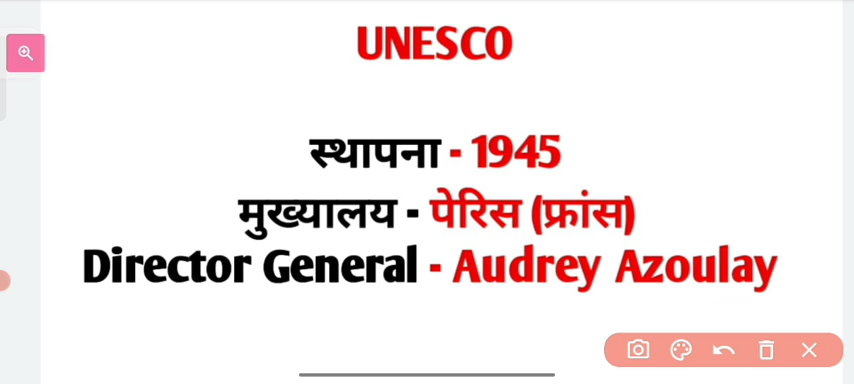 UNESCO
स्थापना - 1945
मुख्यालय - पेरिस (फ्रांस)
Director General - Audrey Azoulay